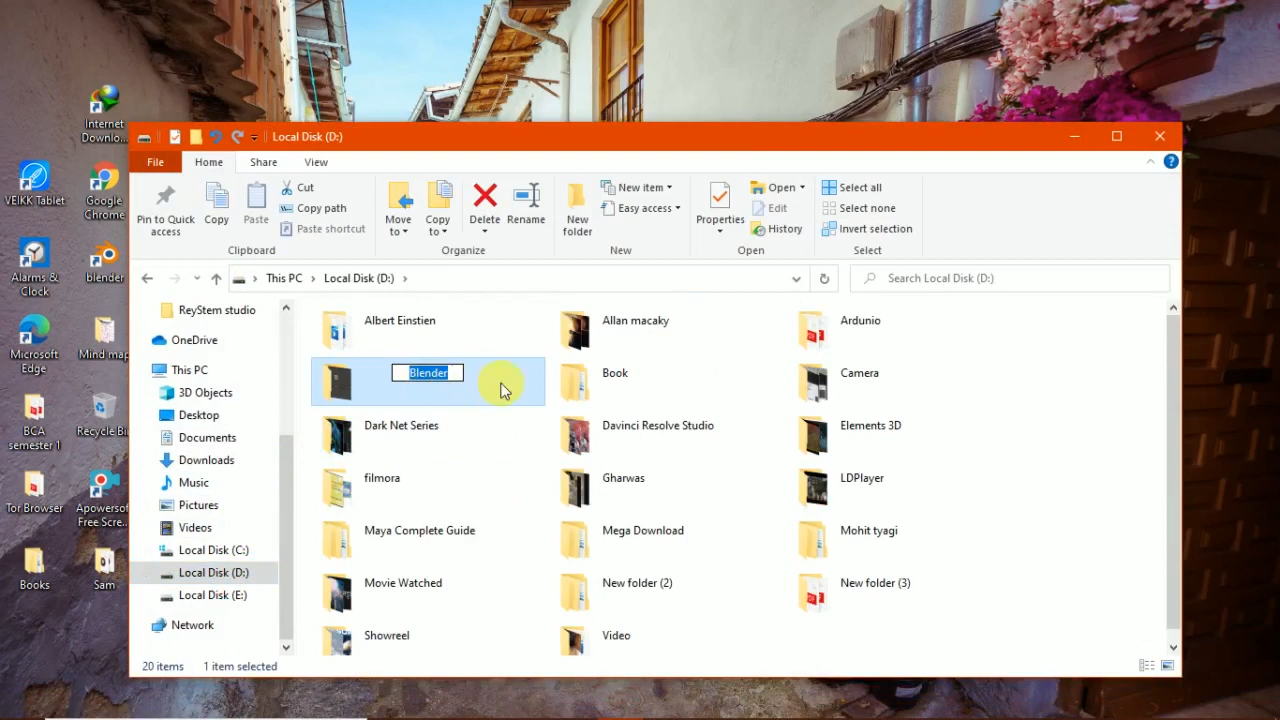 Internet
Downlo...
VEIKK Tablet
Google
Chrome
Alarms &
Clock
blender
Microsoft
Edge
Mind map
BCA
semester 1
Recycle Bi
Tor Browser
Apowersof
Free Scre...
Books
Sam
Local Disk (D:)
File
Home
Share
View
Pin to Quick
access
Copy
Paste
Cut
Copy path
Paste shortcut
Clipboard
Move
to
Copy
to
Delete
Rename
Organize
New
folder
New item
Easy access
New
Properties
Open
Edit
History
Open
Select all
Select none
Invert selection
Select
This PC > Local Disk (D:) >
Search Local Disk (D:)
ReyStem studio
OneDrive
This PC
3D Objects
Desktop
Documents
Downloads
Music
Pictures
Videos
Local Disk (C:)
Local Disk (D:)
Local Disk (E:)
Network
Albert Einstien
Allan macaky
Ardunio
Blender
Book
Camera
Dark Net Series
Davinci Resolve Studio
Elements 3D
filmora
Gharwas
LDPlayer
Maya Complete Guide
Mega Download
Mohit tyagi
Movie Watched
New folder (2)
New folder (3)
Showreel
Video
20 items
1 item selected